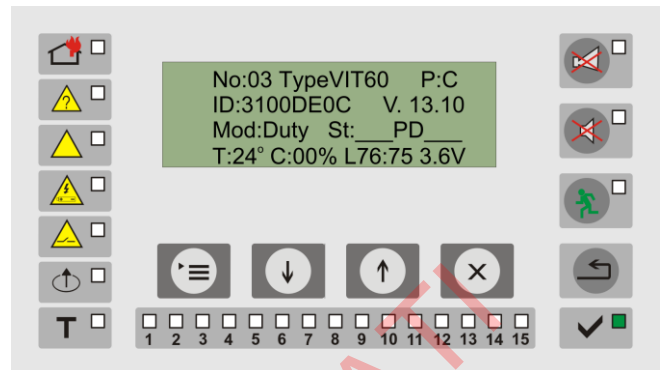 No:03 TypeVIT60 P:C
ID:3100DE0C V. 13.10
Mod:Duty St:___PD___
T:24° C:00% L76:75 3.6V
?
T
1 2 3 4 5 6 7 8 9 10 11 12 13 14 15
ATI